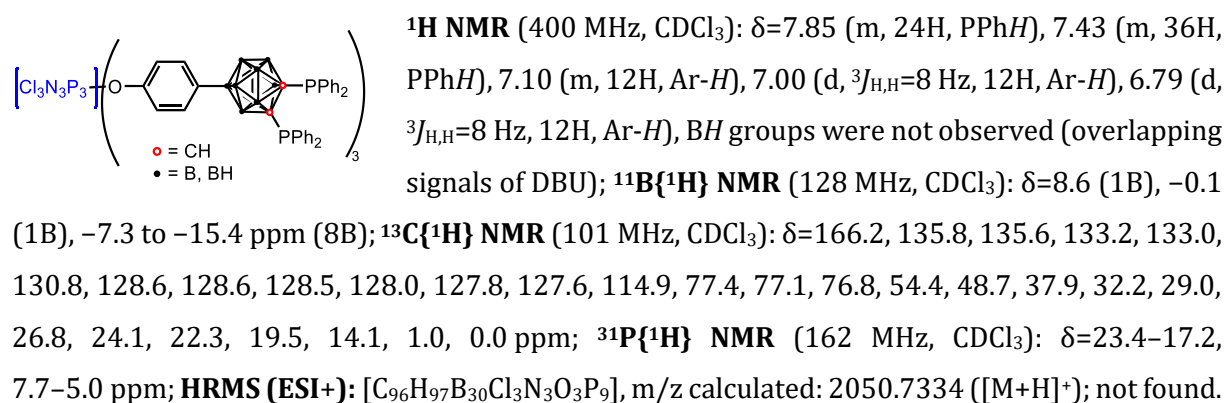 ¹H NMR (400 MHz, CDCl₃): δ=7.85 (m, 24H, PPhH), 7.43 (m, 36H,
PPhH), 7.10 (m, 12H, Ar-H), 7.00 (d, ³J_H,H=8 Hz, 12H, Ar-H), 6.79 (d,
³J_H,H=8 Hz, 12H, Ar-H), BH groups were not observed (overlapping
signals of DBU); ¹¹B{¹H} NMR (128 MHz, CDCl₃): δ=8.6 (1B), −0.1
[Cl₃N₃P₃]
O
PPh₂
PPh₂
3
= CH
= B, BH
(1B), −7.3 to −15.4 ppm (8B); ¹³C{¹H} NMR (101 MHz, CDCl₃): δ=166.2, 135.8, 135.6, 133.2, 133.0,
130.8, 128.6, 128.6, 128.5, 128.0, 127.8, 127.6, 114.9, 77.4, 77.1, 76.8, 54.4, 48.7, 37.9, 32.2, 29.0,
26.8, 24.1, 22.3, 19.5, 14.1, 1.0, 0.0 ppm; ³¹P{¹H} NMR (162 MHz, CDCl₃): δ=23.4–17.2,
7.7–5.0 ppm; HRMS (ESI+): [C₉₆H₉₇B₃₀Cl₃N₃O₃P₉], m/z calculated: 2050.7334 ([M+H]⁺); not found.